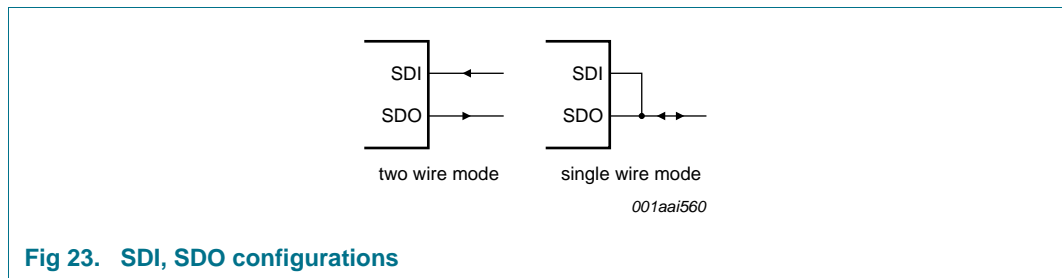 SDI
SDO
two wire mode
SDI
SDO
single wire mode
001aai560
Fig 23. SDI, SDO configurations